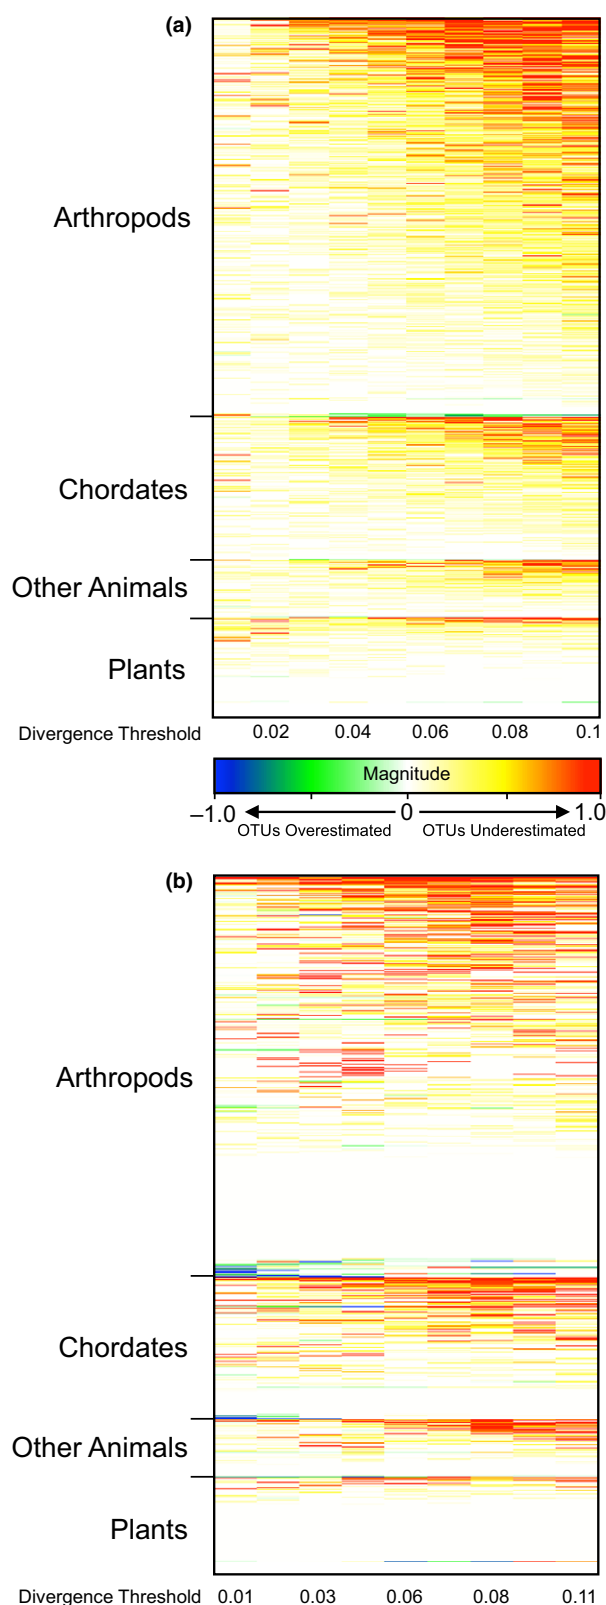 (a)
Arthropods
Chordates
Other Animals
Plants
Divergence Threshold 0.02 0.04 0.06 0.08 0.1
Magnitude
–1.0 0 1.0
OTUs Overestimated OTUs Underestimated
(b)
Arthropods
Chordates
Other Animals
Plants
Divergence Threshold 0.01 0.03 0.06 0.08 0.11